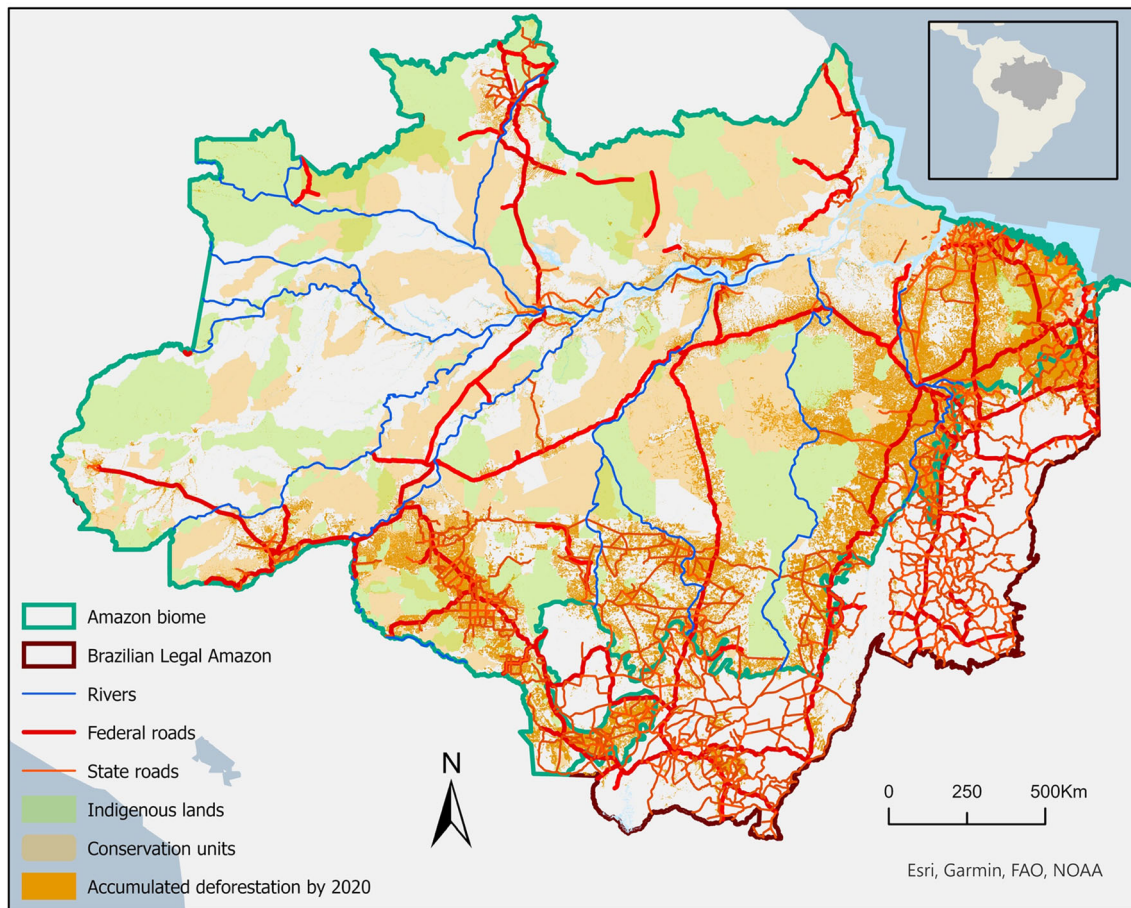 Amazon biome
Brazilian Legal Amazon
Rivers
Federal roads
State roads
Indigenous lands
Conservation units
Accumulated deforestation by 2020
N
0 250 500Km
Esri, Garmin, FAO, NOAA